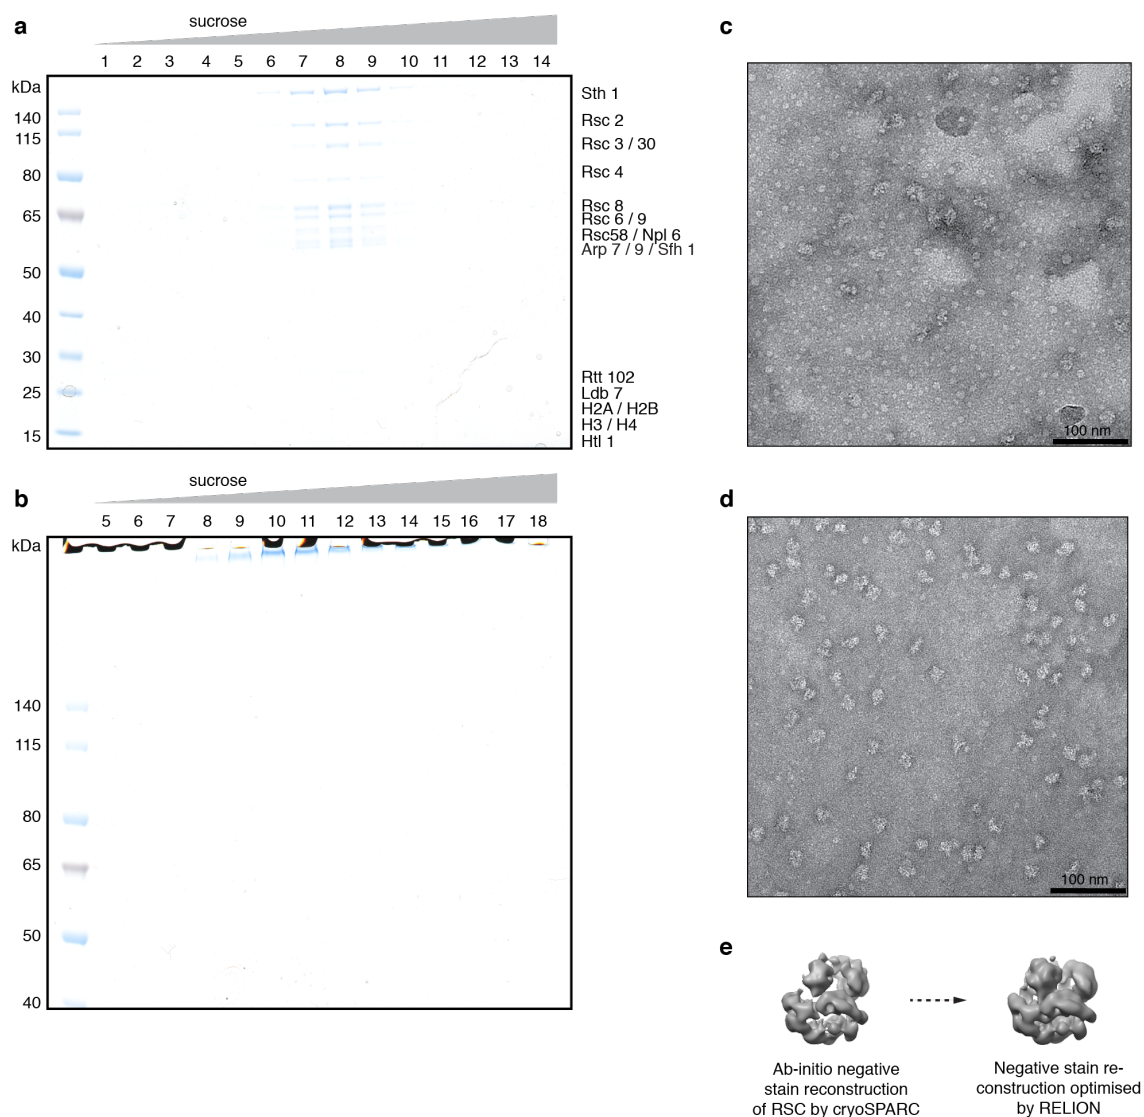 a
sucrose
1 2 3 4 5 6 7 8 9 10 11 12 13 14
kDa
140
115
80
65
50
40
30
25
15
Sth 1
Rsc 2
Rsc 3 / 30
Rsc 4
Rsc 8
Rsc 6 / 9
Rsc58 / Npl 6
Arp 7 / 9 / Sfh 1
Rtt 102
Ldb 7
H2A / H2B
H3 / H4
Htl 1
b
sucrose
5 6 7 8 9 10 11 12 13 14 15 16 17 18
kDa
140
115
80
65
50
40
c
100 nm
d
100 nm
e
Ab-initio negative
stain reconstruction
of RSC by cryoSPARC
Negative stain re-
construction optimised
by RELION